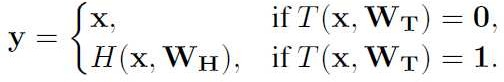 y = { x, if T(x, W_T) = 0,
H(x, W_H), if T(x, W_T) = 1.